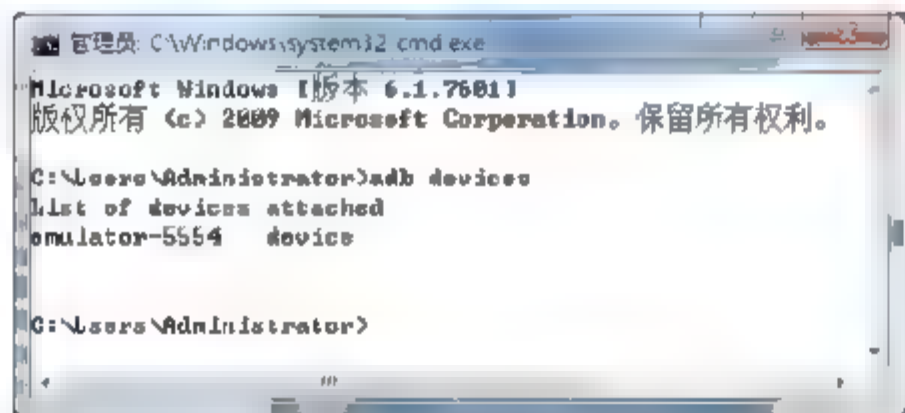 管理员: C:\Windows\system32\cmd.exe
Microsoft Windows [版本 6.1.7601]
版权所有 (c) 2009 Microsoft Corporation。保留所有权利。
C:\Users\Administrator>adb devices
List of devices attached
emulator-5554 device
C:\Users\Administrator>